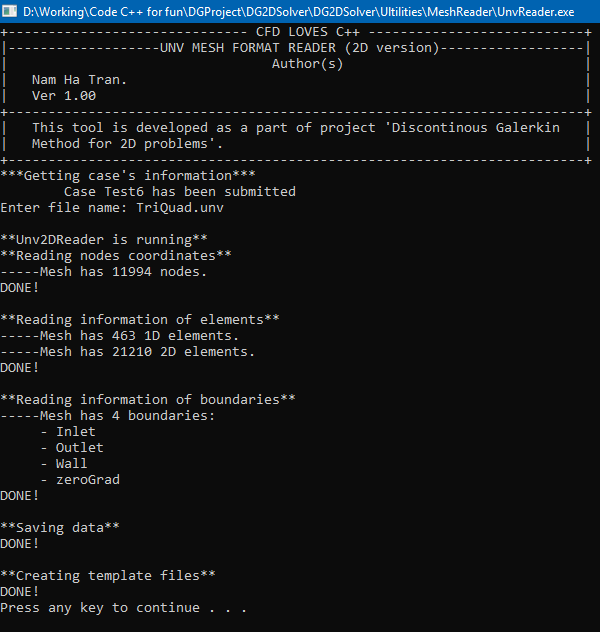 D:\Working\Code C++ for fun\DGProject\DG2DSolver\DG2DSolver\Ultilities\MeshReader\UnvReader.exe
+----------------------------- CFD LOVES C++ ---------------------------+
|-------------------UNV MESH FORMAT READER (2D version)------------------|
|                                Author(s)                               |
|   Nam Ha Tran.                                                         |
|   Ver 1.00                                                             |
+-----------------------------------------------------------------------+
|   This tool is developed as a part of project 'Discontinous Galerkin   |
|   Method for 2D problems'.                                             |
+-----------------------------------------------------------------------+
***Getting case's information***
        Case Test6 has been submitted
Enter file name: TriQuad.unv
**Unv2DReader is running**
**Reading nodes coordinates**
-----Mesh has 11994 nodes.
DONE!
**Reading information of elements**
-----Mesh has 463 1D elements.
-----Mesh has 21210 2D elements.
DONE!
**Reading information of boundaries**
-----Mesh has 4 boundaries:
     - Inlet
     - Outlet
     - Wall
     - zeroGrad
DONE!
**Saving data**
DONE!
**Creating template files**
DONE!
Press any key to continue . . .